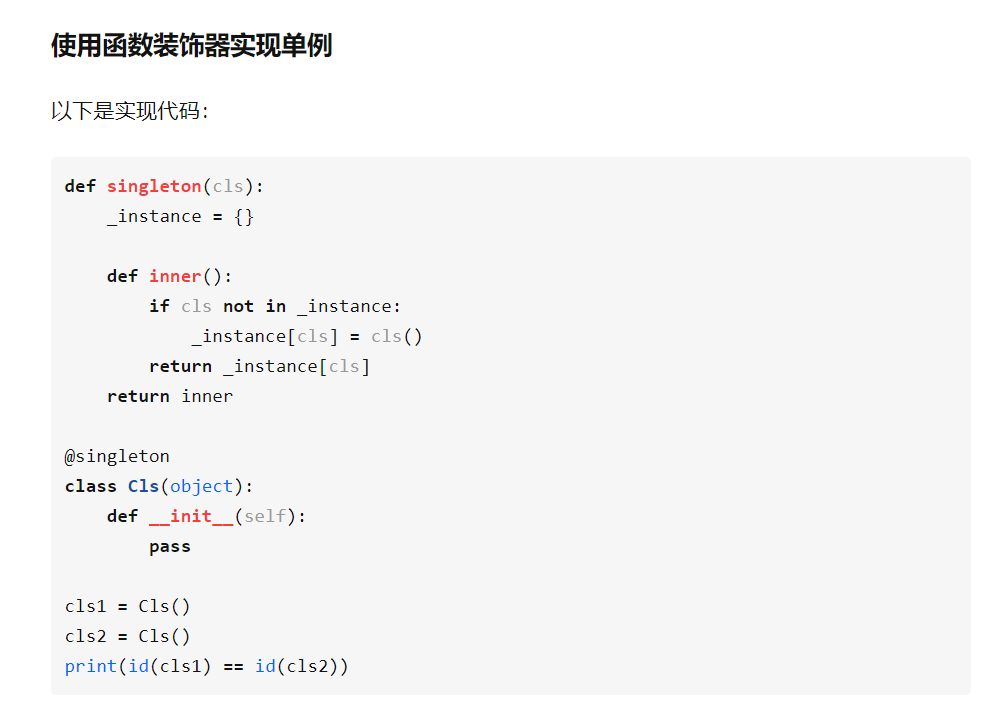 使用函数装饰器实现单例
以下是实现代码：
def singleton(cls):
    _instance = {}
    def inner():
        if cls not in _instance:
            _instance[cls] = cls()
        return _instance[cls]
    return inner
@singleton
class Cls(object):
    def __init__(self):
        pass
cls1 = Cls()
cls2 = Cls()
print(id(cls1) == id(cls2))